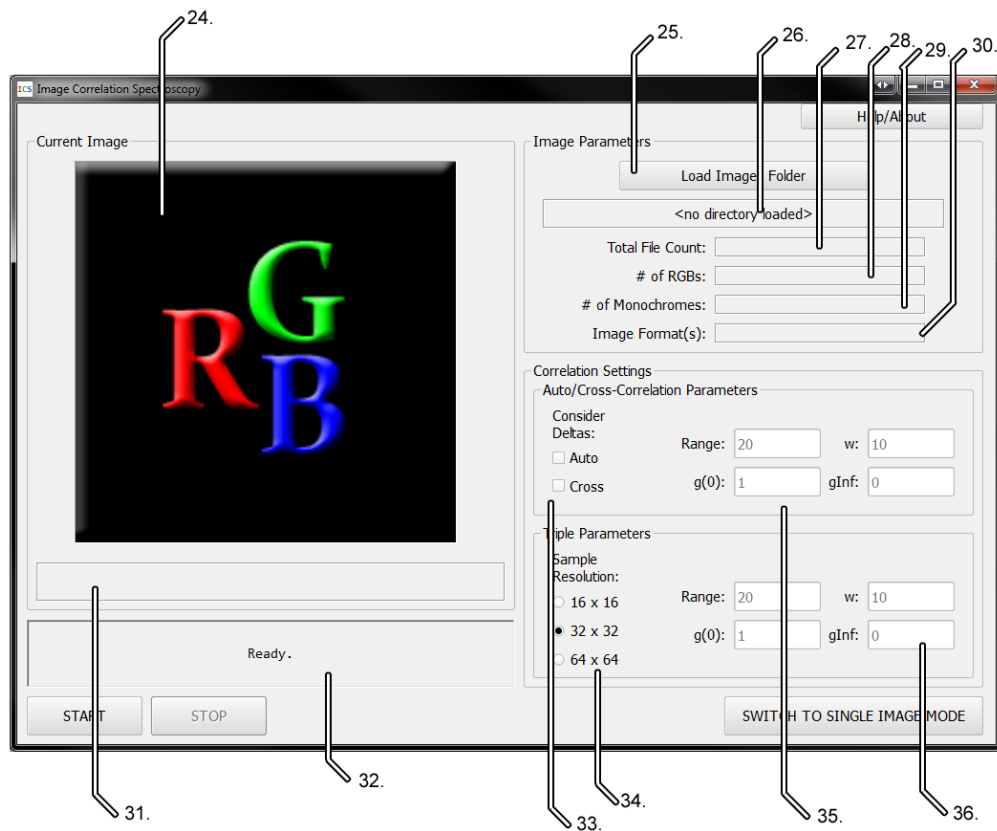 24.
25.
26.
27.
28.
29.
30.
ICS Image Correlation Spectroscopy
Help/About
Current Image
R
G
B
Image Parameters
Load Images Folder
<no directory loaded>
Total File Count:
# of RGBs:
# of Monochromes:
Image Format(s):
Correlation Settings
Auto/Cross-Correlation Parameters
Consider
Deltas:
Auto
Cross
Range: 20 w: 10
g(0): 1 gInf: 0
Triple Parameters
Sample
Resolution:
16 x 16
32 x 32
64 x 64
Range: 20 w: 10
g(0): 1 gInf: 0
Ready.
START STOP
SWITCH TO SINGLE IMAGE MODE
31.
32.
33.
34.
35.
36.